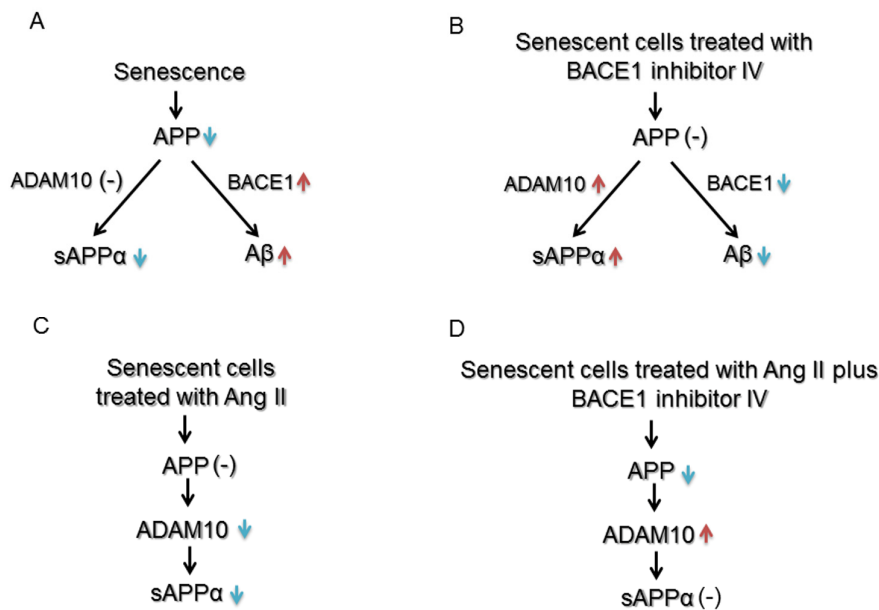 A
Senescence
APP
ADAM10 (-)
BACE1
sAPPα
Aβ
B
Senescent cells treated with
BACE1 inhibitor IV
APP (-)
ADAM10
BACE1
sAPPα
Aβ
C
Senescent cells
treated with Ang II
APP (-)
ADAM10
sAPPα
D
Senescent cells treated with Ang II plus
BACE1 inhibitor IV
APP
ADAM10
sAPPα (-)